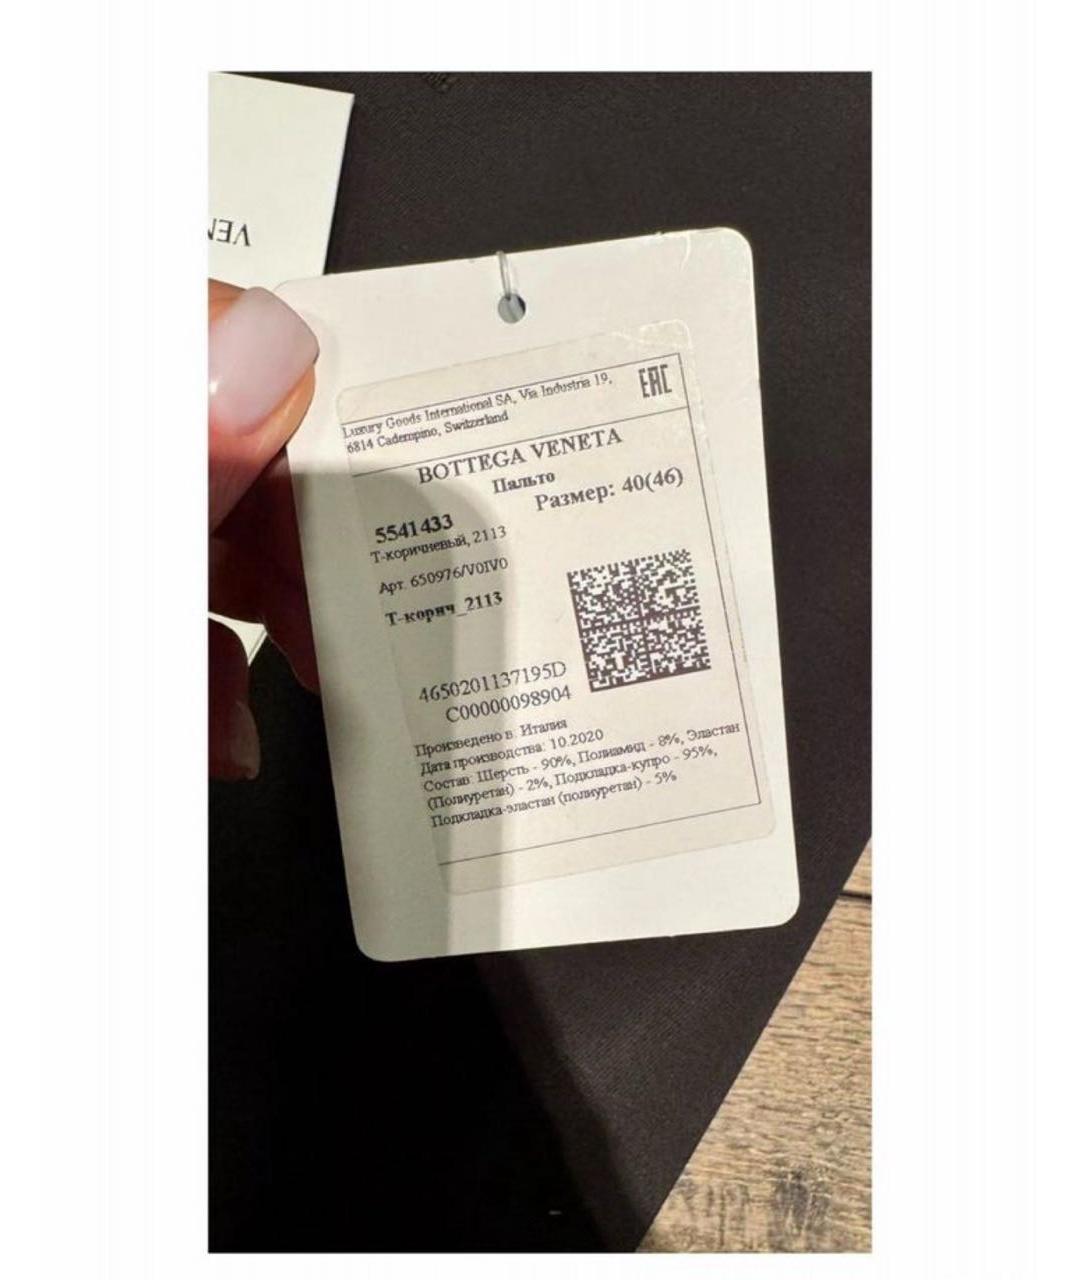 VEN
Luxury Goods International SA, Via Industria 19,
6814 Cadempino, Switzerland
EAC
BOTTEGA VENETA
Пальто
Размер: 40(46)
5541433
Т-коричневый, 2113
Арт. 650976/V0IV0
Т-корич_2113
4650201137195D
C00000098904
Произведено в: Италия
Дата производства: 10.2020
Состав: Шерсть - 90%, Полиамид - 8%, Эластан
(Полиуретан) - 2%, Подкладка-купро - 95%,
Подкладка-эластан (полиуретан) - 5%